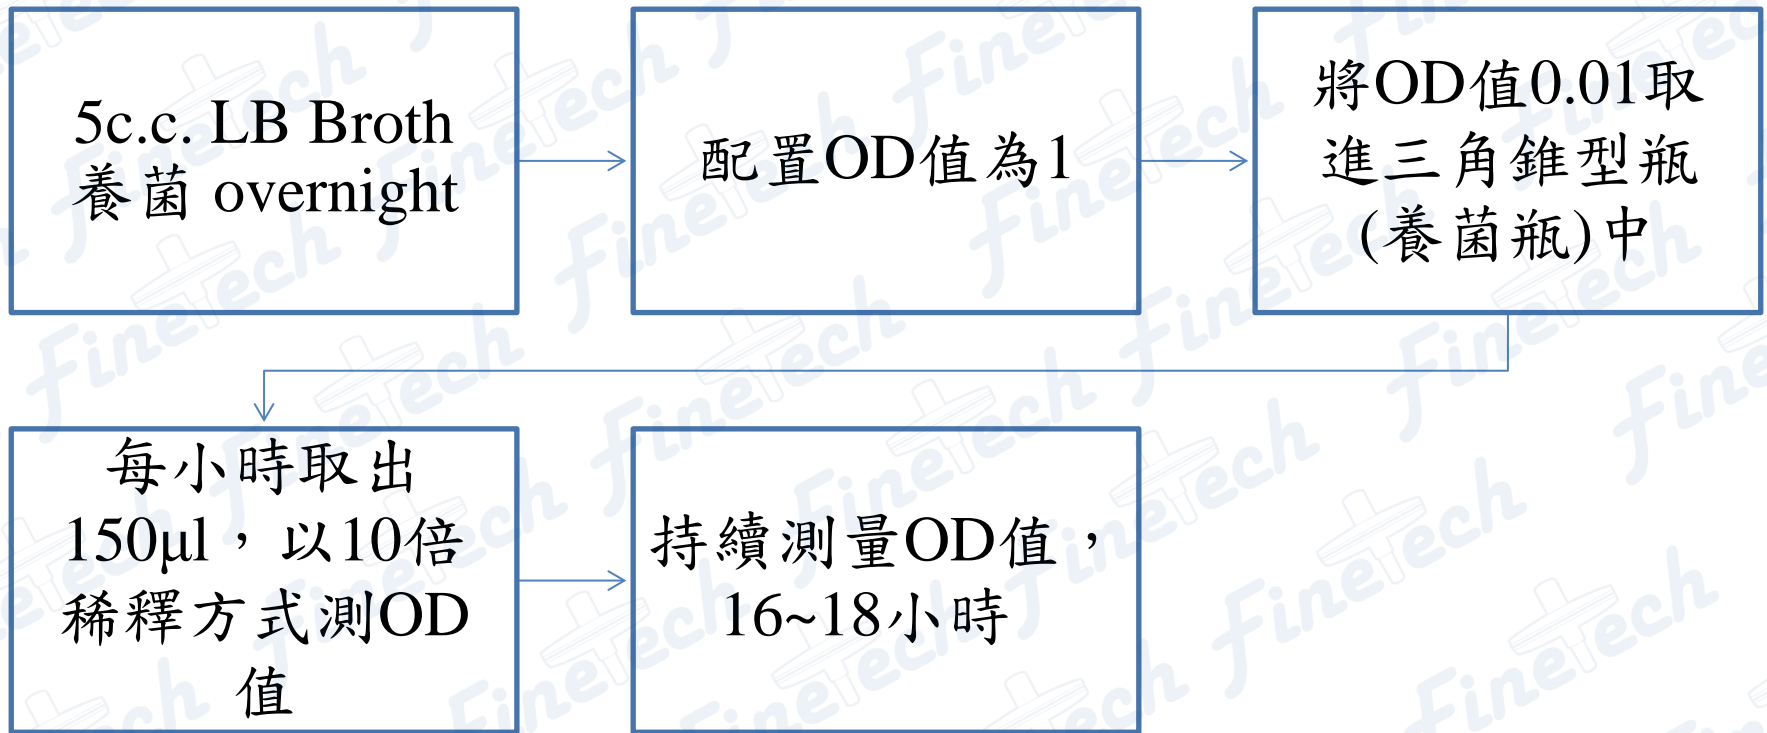 5c.c. LB Broth
養菌 overnight
配置OD值為1
將OD值0.01取
進三角錐型瓶
(養菌瓶)中
每小時取出
150μl，以10倍
稀釋方式測OD
值
持續測量OD值，
16~18小時
FineTech